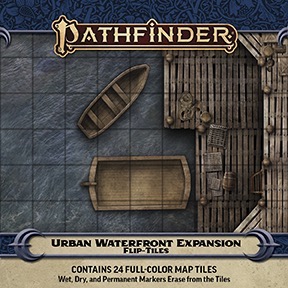 PATHFINDER
URBAN WATERFRONT EXPANSION
FLIP-TILES
CONTAINS 24 FULL-COLOR MAP TILES
Wet, Dry, and Permanent Markers Erase from the Tiles